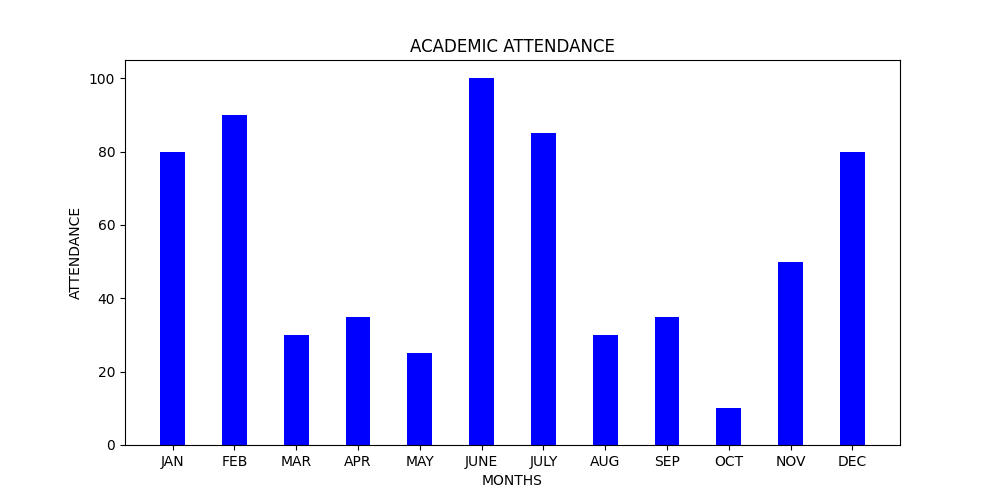 ACADEMIC ATTENDANCE
100
80
60
40
20
0
ATTENDANCE
JAN FEB MAR APR MAY JUNE JULY AUG SEP OCT NOV DEC
MONTHS